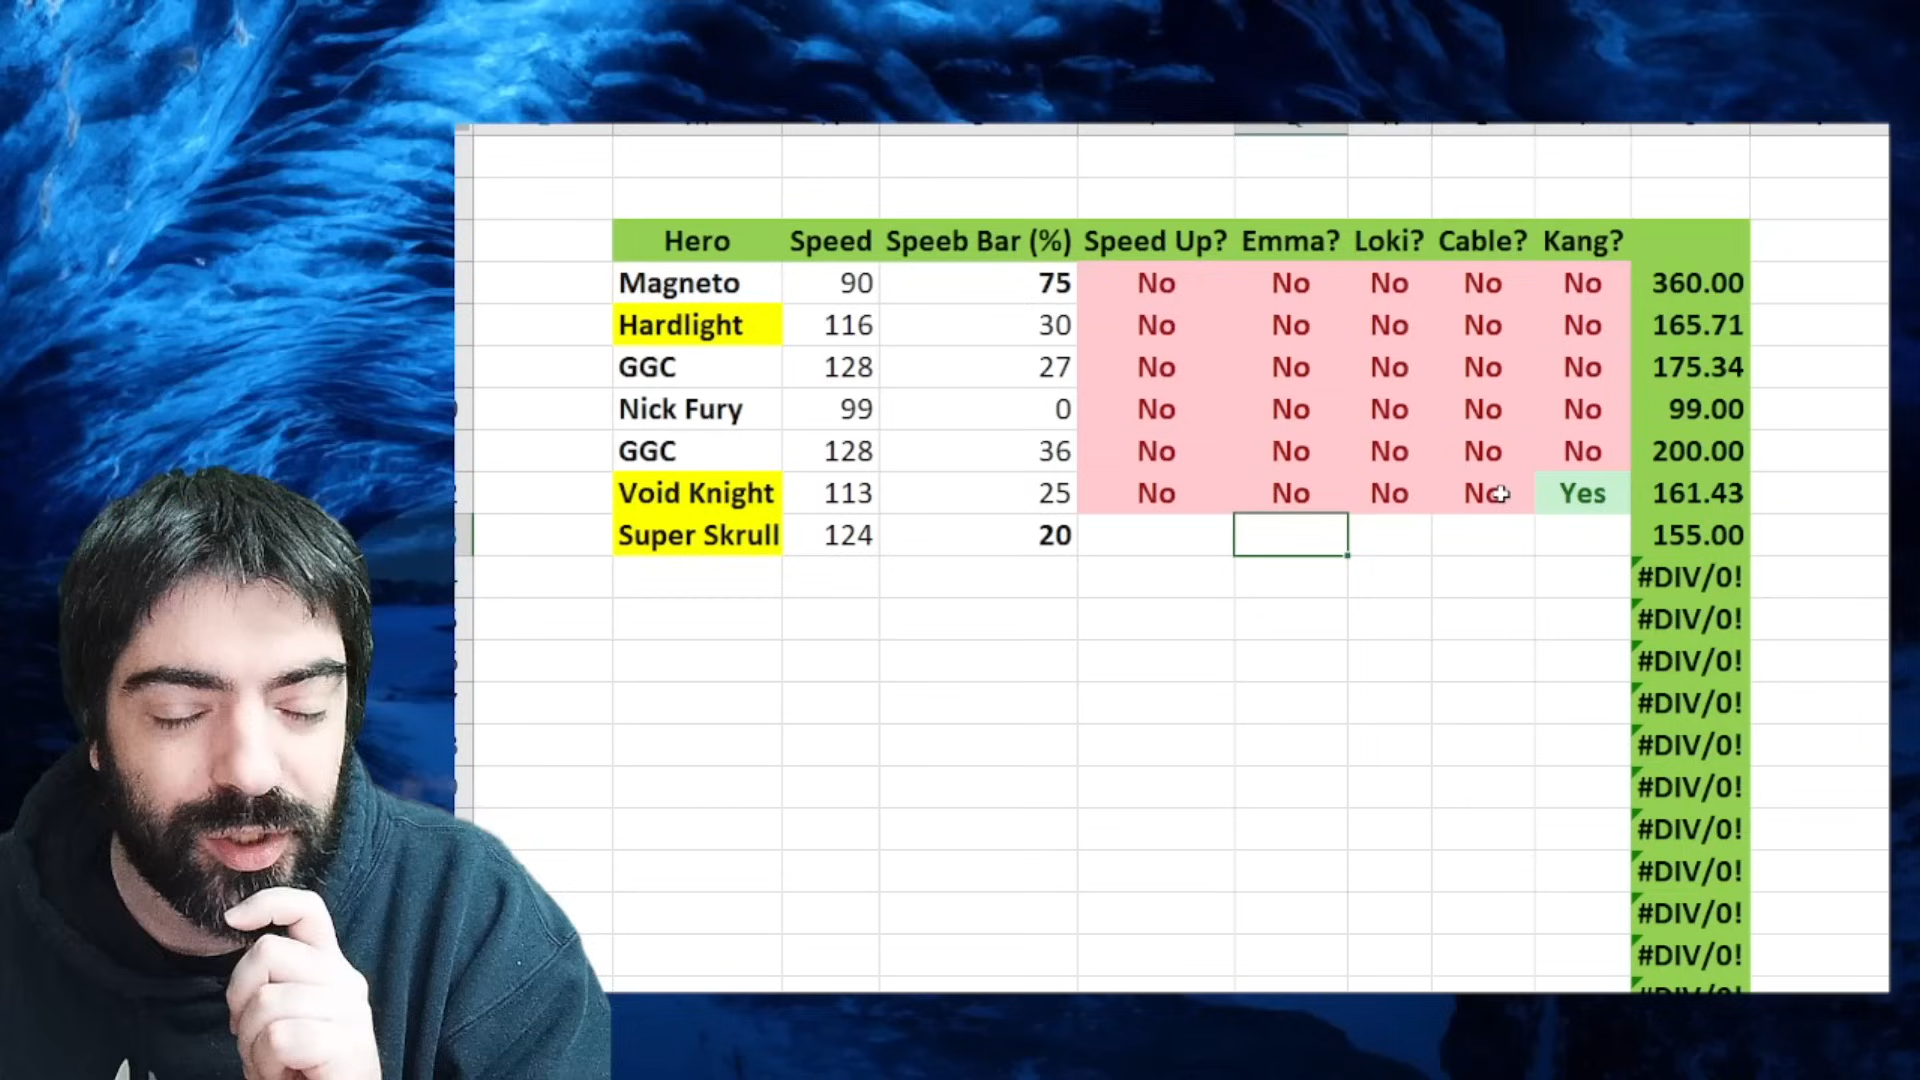 Hero Speed Speeb Bar (%) Speed Up? Emma? Loki? Cable? Kang?
Magneto 90 75 No No No No No 360.00
Hardlight 116 30 No No No No No 165.71
GGC 128 27 No No No No No 175.34
Nick Fury 99 0 No No No No No 99.00
GGC 128 36 No No No No No 200.00
Void Knight 113 25 No No No No Yes 161.43
Super Skrull 124 20 155.00
#DIV/0!
#DIV/0!
#DIV/0!
#DIV/0!
#DIV/0!
#DIV/0!
#DIV/0!
#DIV/0!
#DIV/0!
#DIV/0!
#DIV/0!